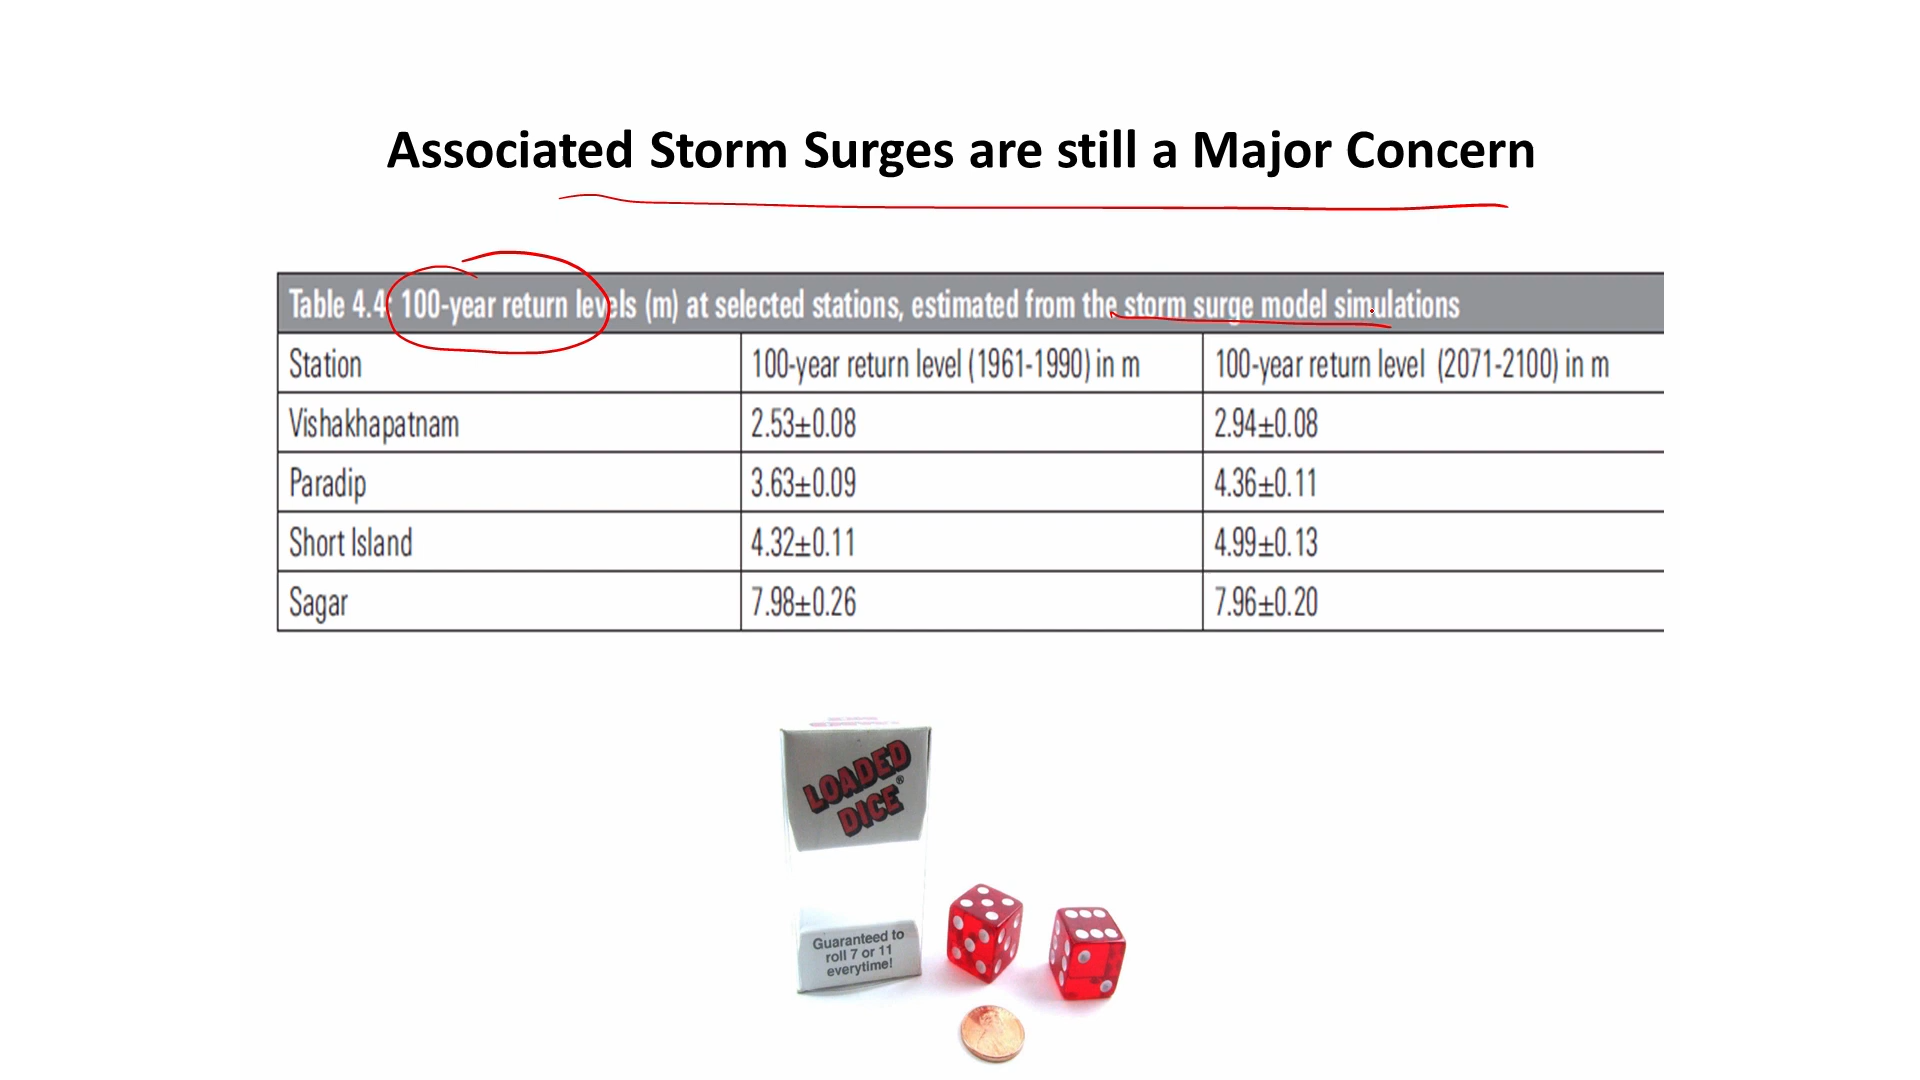 Associated Storm Surges are still a Major Concern
Table 4.4: 100-year return levels (m) at selected stations, estimated from the storm surge model simulations
Station 100-year return level (1961-1990) in m 100-year return level (2071-2100) in m
Vishakhapatnam 2.53±0.08 2.94±0.08
Paradip 3.63±0.09 4.36±0.11
Short Island 4.32±0.11 4.99±0.13
Sagar 7.98±0.26 7.96±0.20
LOADED
DICE®
Guaranteed to
roll 7 or 11
everytime!